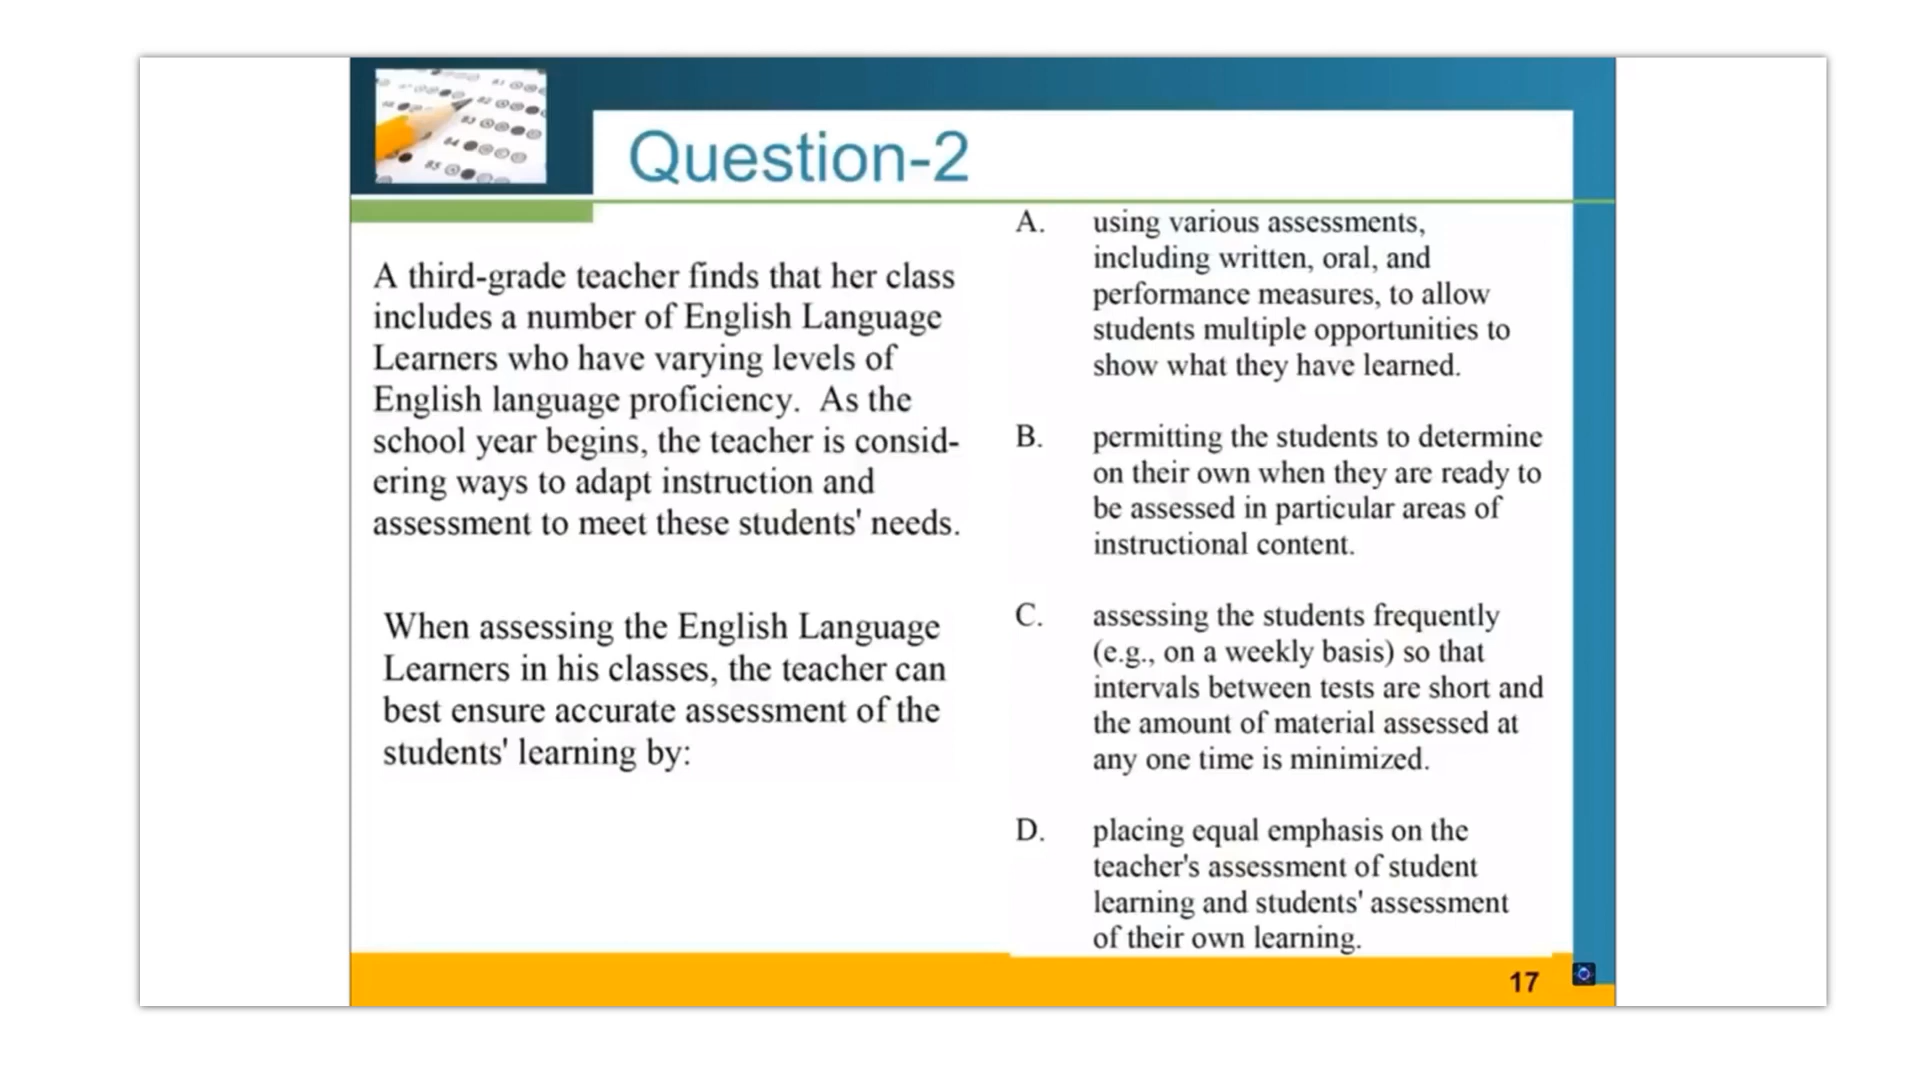 Question-2
A third-grade teacher finds that her class
includes a number of English Language
Learners who have varying levels of
English language proficiency.  As the
school year begins, the teacher is consid-
ering ways to adapt instruction and
assessment to meet these students' needs.
When assessing the English Language
Learners in his classes, the teacher can
best ensure accurate assessment of the
students' learning by:
A. using various assessments,
including written, oral, and
performance measures, to allow
students multiple opportunities to
show what they have learned.
B. permitting the students to determine
on their own when they are ready to
be assessed in particular areas of
instructional content.
C. assessing the students frequently
(e.g., on a weekly basis) so that
intervals between tests are short and
the amount of material assessed at
any one time is minimized.
D. placing equal emphasis on the
teacher's assessment of student
learning and students' assessment
of their own learning.
17